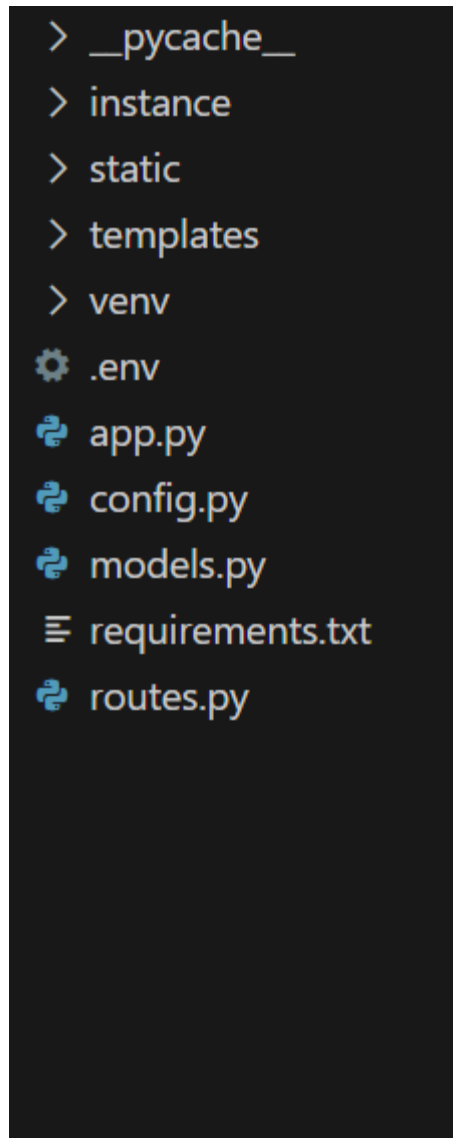 __pycache__
instance
static
templates
venv
.env
app.py
config.py
models.py
requirements.txt
routes.py